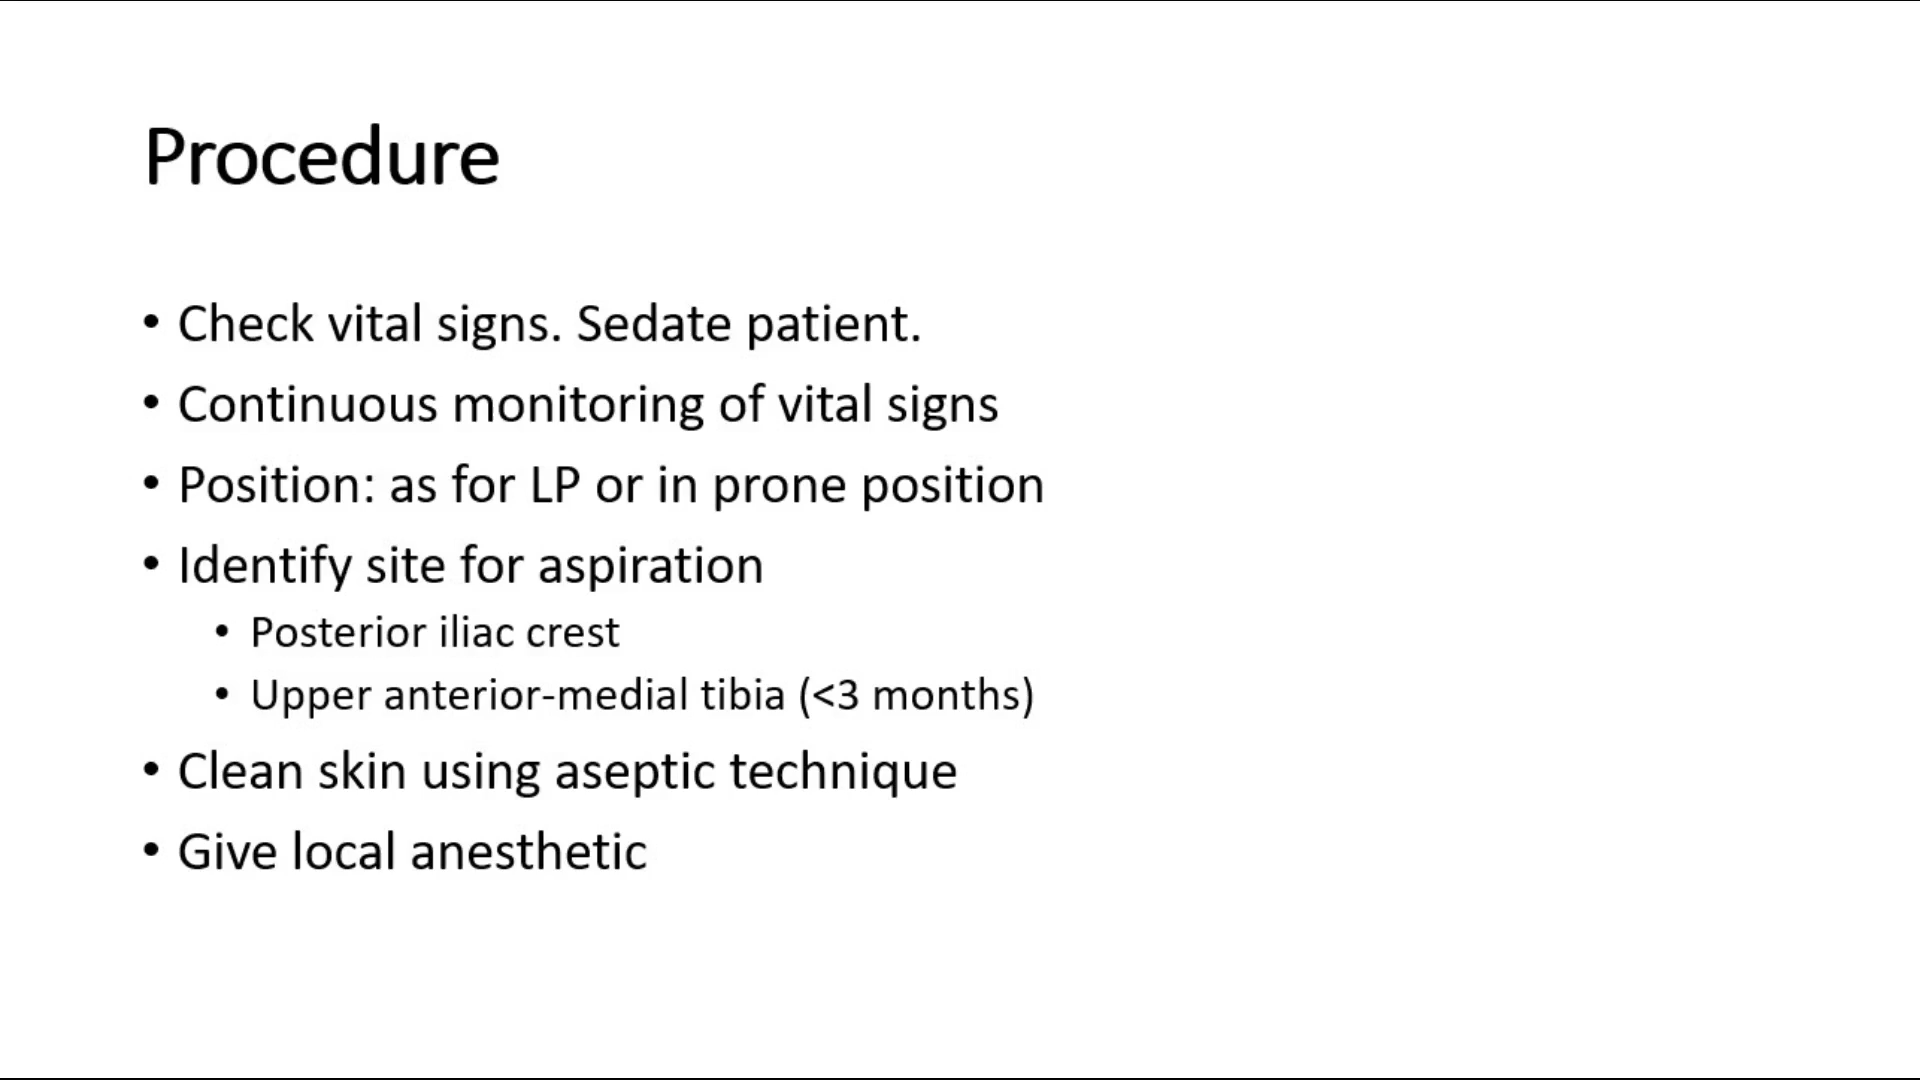 Procedure
• Check vital signs. Sedate patient.
• Continuous monitoring of vital signs
• Position: as for LP or in prone position
• Identify site for aspiration
• Posterior iliac crest
• Upper anterior-medial tibia (<3 months)
• Clean skin using aseptic technique
• Give local anesthetic